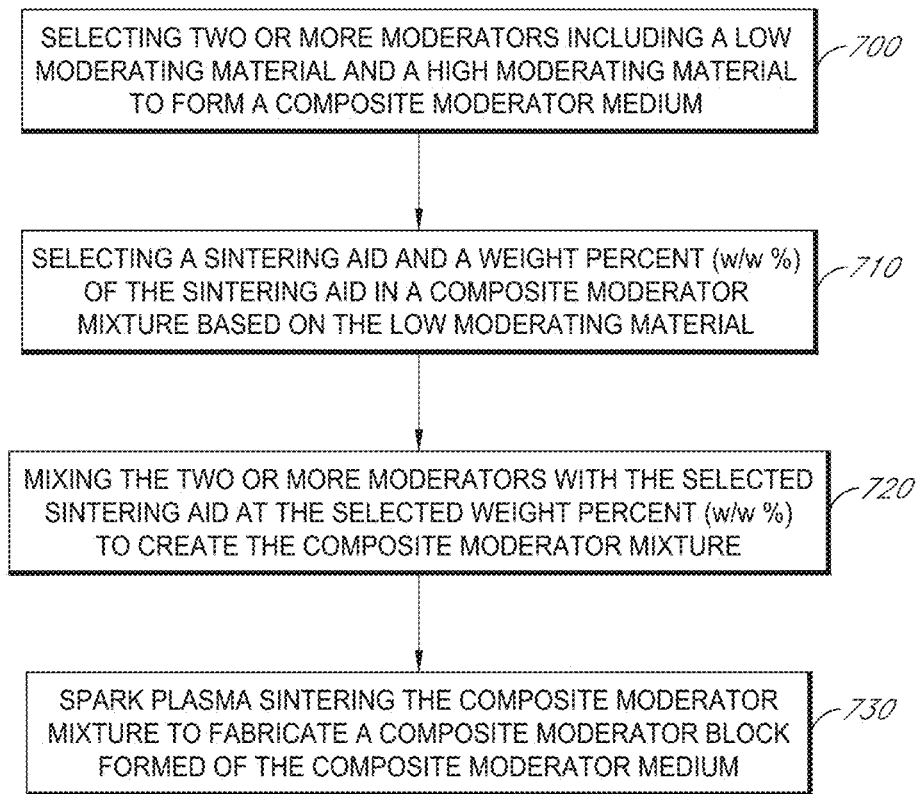 SELECTING TWO OR MORE MODERATORS INCLUDING A LOW
MODERATING MATERIAL AND A HIGH MODERATING MATERIAL
TO FORM A COMPOSITE MODERATOR MEDIUM
700
SELECTING A SINTERING AID AND A WEIGHT PERCENT (w/w %)
OF THE SINTERING AID IN A COMPOSITE MODERATOR
MIXTURE BASED ON THE LOW MODERATING MATERIAL
710
MIXING THE TWO OR MORE MODERATORS WITH THE SELECTED
SINTERING AID AT THE SELECTED WEIGHT PERCENT (w/w %)
TO CREATE THE COMPOSITE MODERATOR MIXTURE
720
SPARK PLASMA SINTERING THE COMPOSITE MODERATOR
MIXTURE TO FABRICATE A COMPOSITE MODERATOR BLOCK
FORMED OF THE COMPOSITE MODERATOR MEDIUM
730